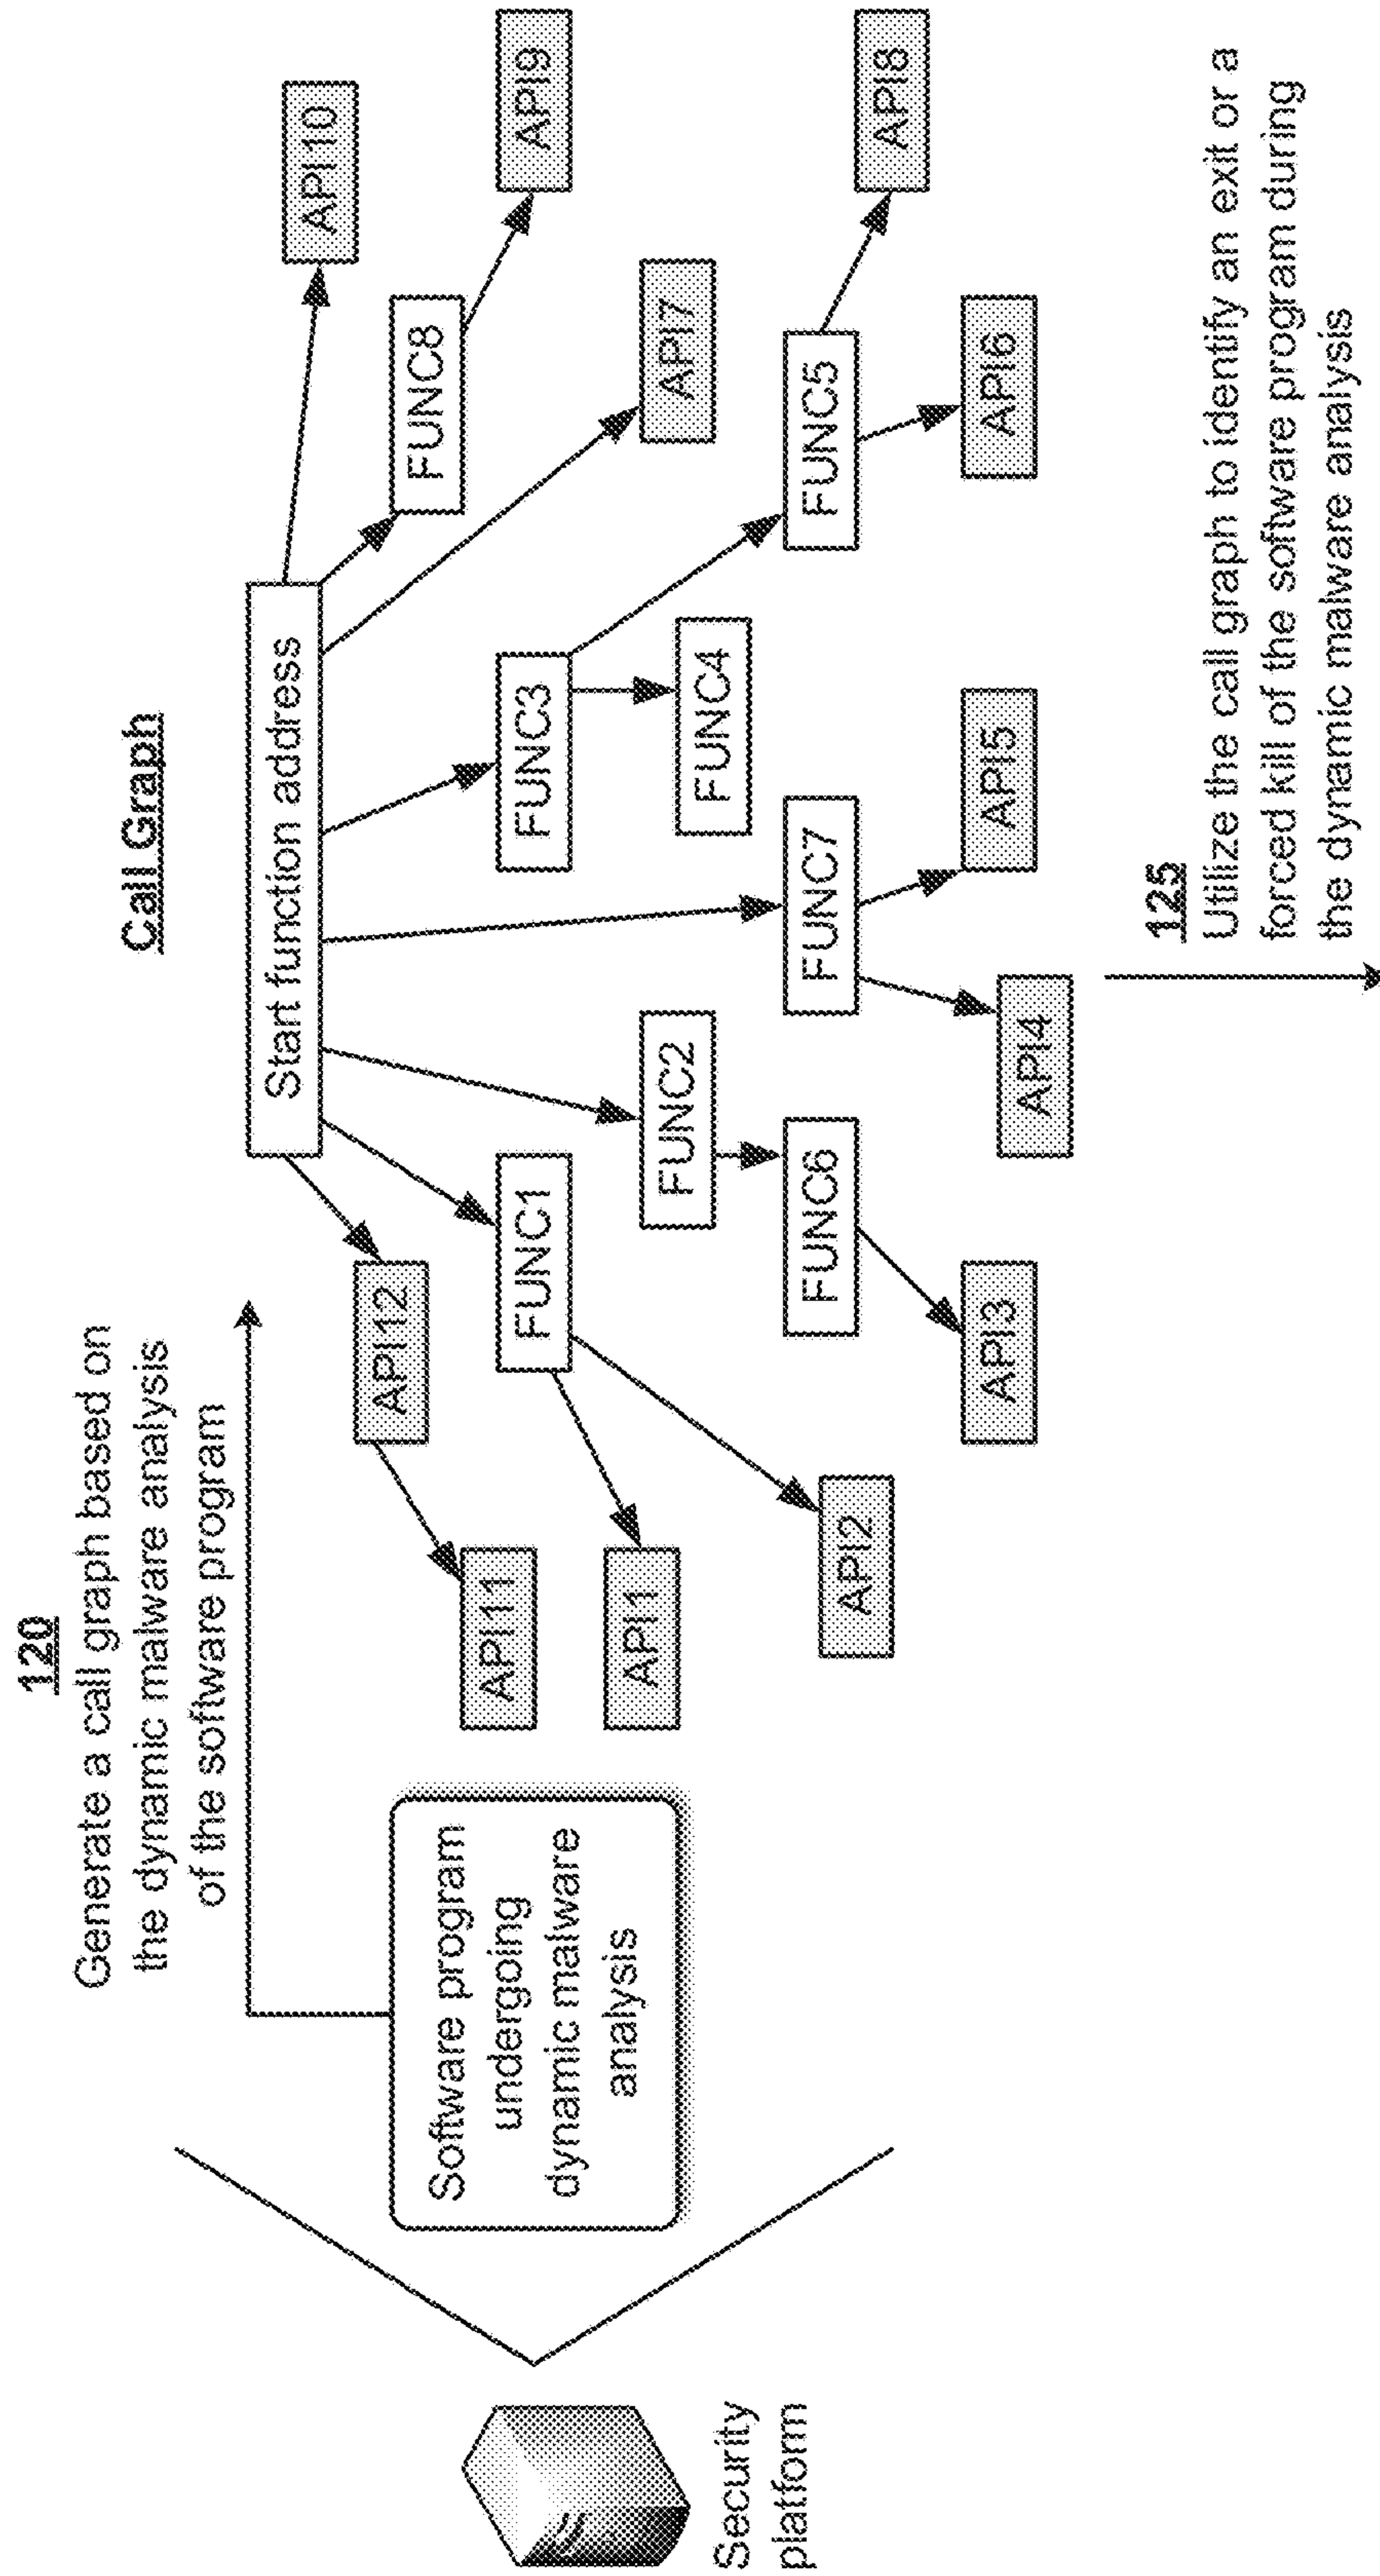 120
Generate a call graph based on
the dynamic malware analysis
of the software program
Security
platform
Software program
undergoing
dynamic malware
analysis
Call Graph
Start function address
API10
API12
FUNC8
API11
FUNC1
FUNC3
API9
API1
FUNC2
FUNC4
API7
API2
FUNC6
FUNC7
FUNC5
API8
API3
API4
API5
API6
125
Utilize the call graph to identify an exit or a
forced kill of the software program during
the dynamic malware analysis